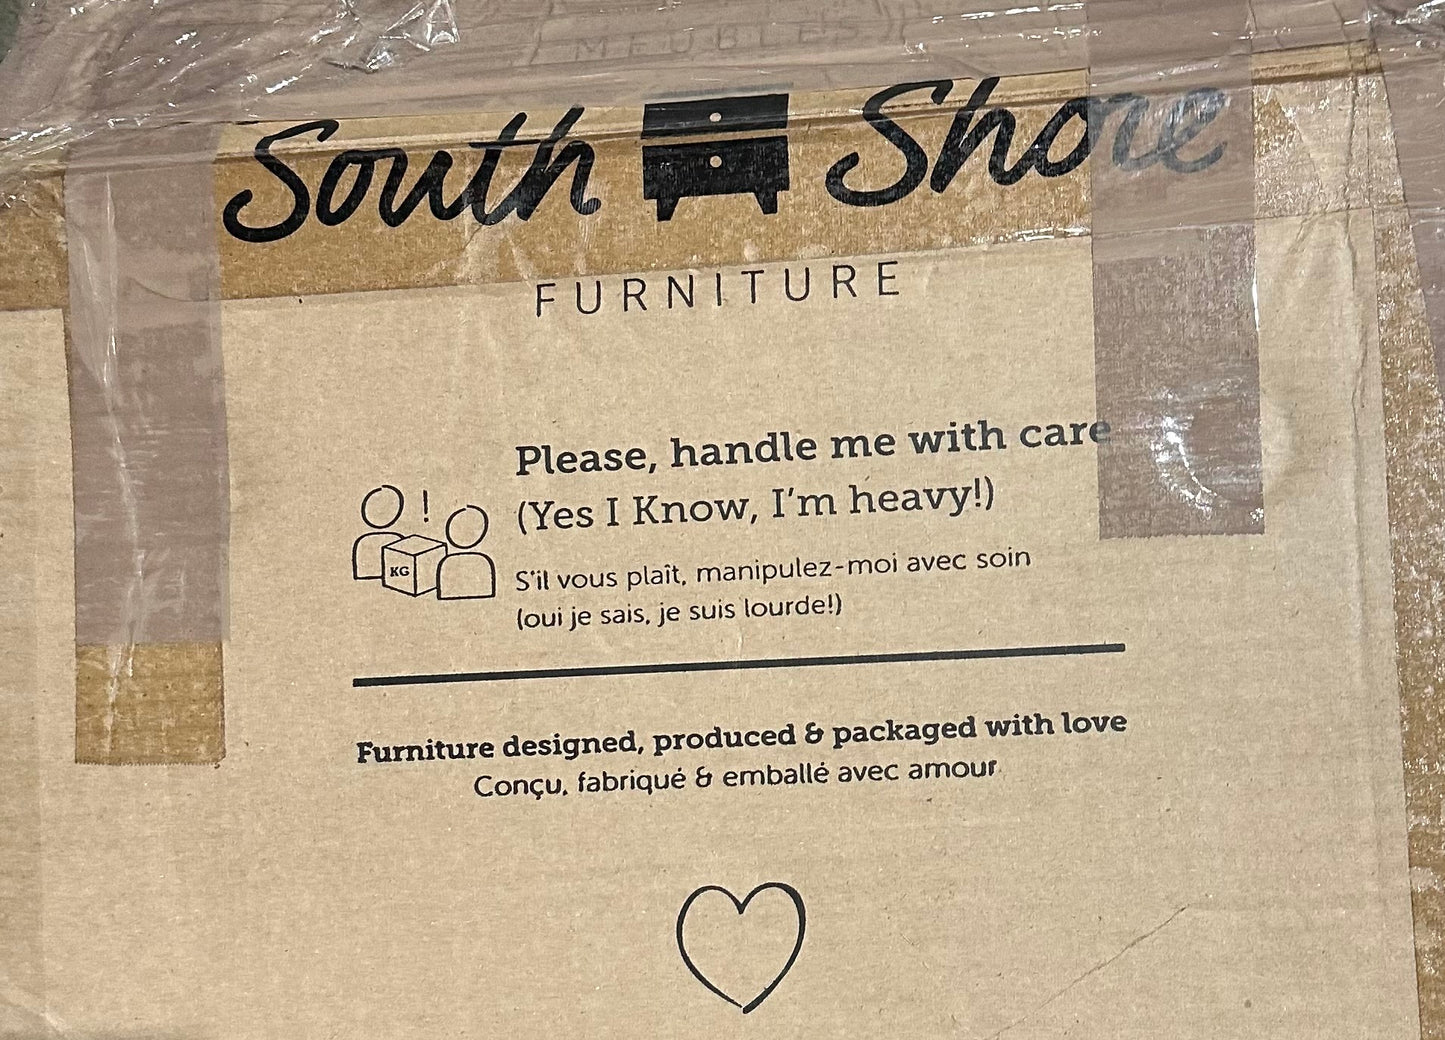 MEUBLES
South Shore
FURNITURE
Please, handle me with care
(Yes I Know, I'm heavy!)
KG
S'il vous plaît, manipulez-moi avec soin
(oui je sais, je suis lourde!)
Furniture designed, produced & packaged with love
Conçu, fabriqué & emballé avec amour